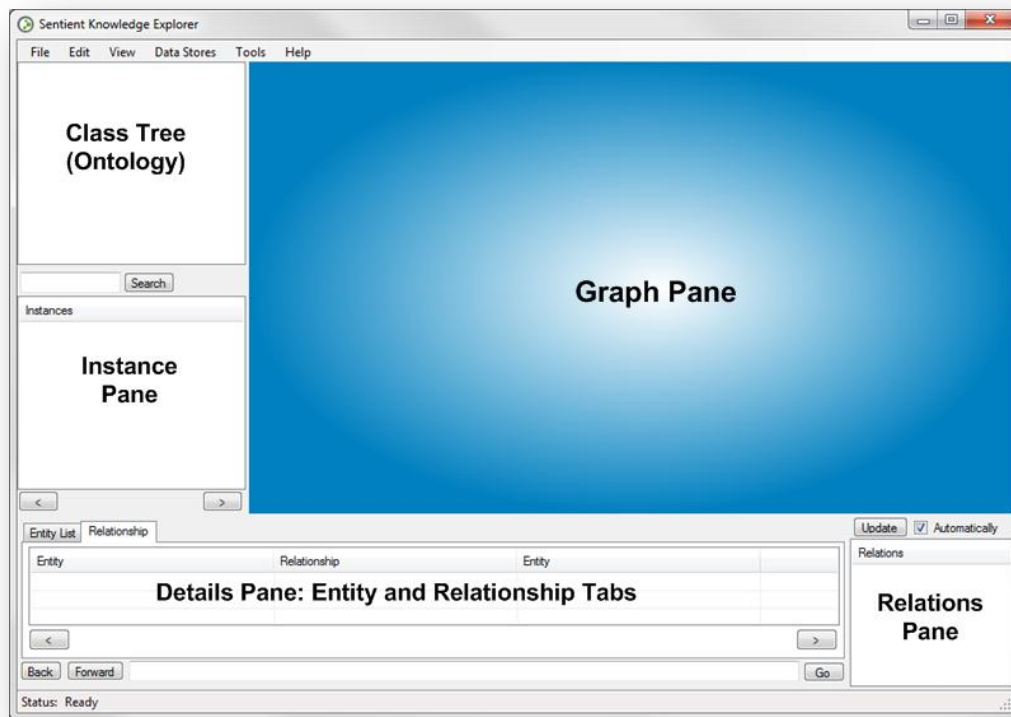 Sentient Knowledge Explorer
File Edit View Data Stores Tools Help
Class Tree
(Ontology)
Search
Graph Pane
Instances
Instance
Pane
< >
Entity List Relationship
Update Automatically
Entity Relationship Entity
Relations
Details Pane: Entity and Relationship Tabs
Relations
Pane
< >
Back Forward Go
Status: Ready